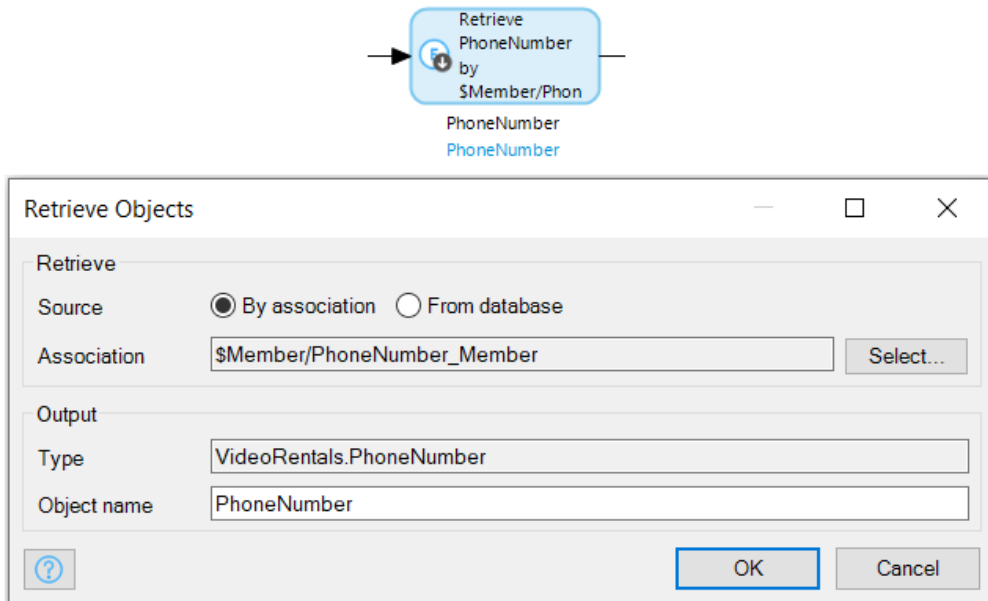 Retrieve
PhoneNumber
by
$Member/Phon
PhoneNumber
PhoneNumber
Retrieve Objects
Retrieve
Source By association From database
Association $Member/PhoneNumber_Member Select...
Output
Type VideoRentals.PhoneNumber
Object name PhoneNumber
? OK Cancel